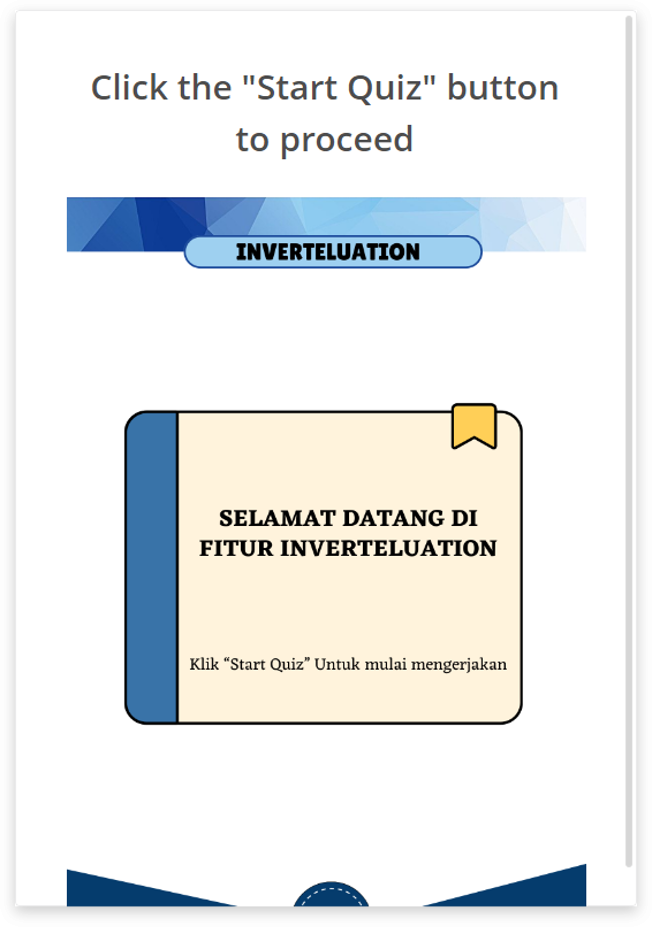 Click the "Start Quiz" button
to proceed
INVERTELUATION
SELAMAT DATANG DI
FITUR INVERTELUATION
Klik “Start Quiz” Untuk mulai mengerjakan